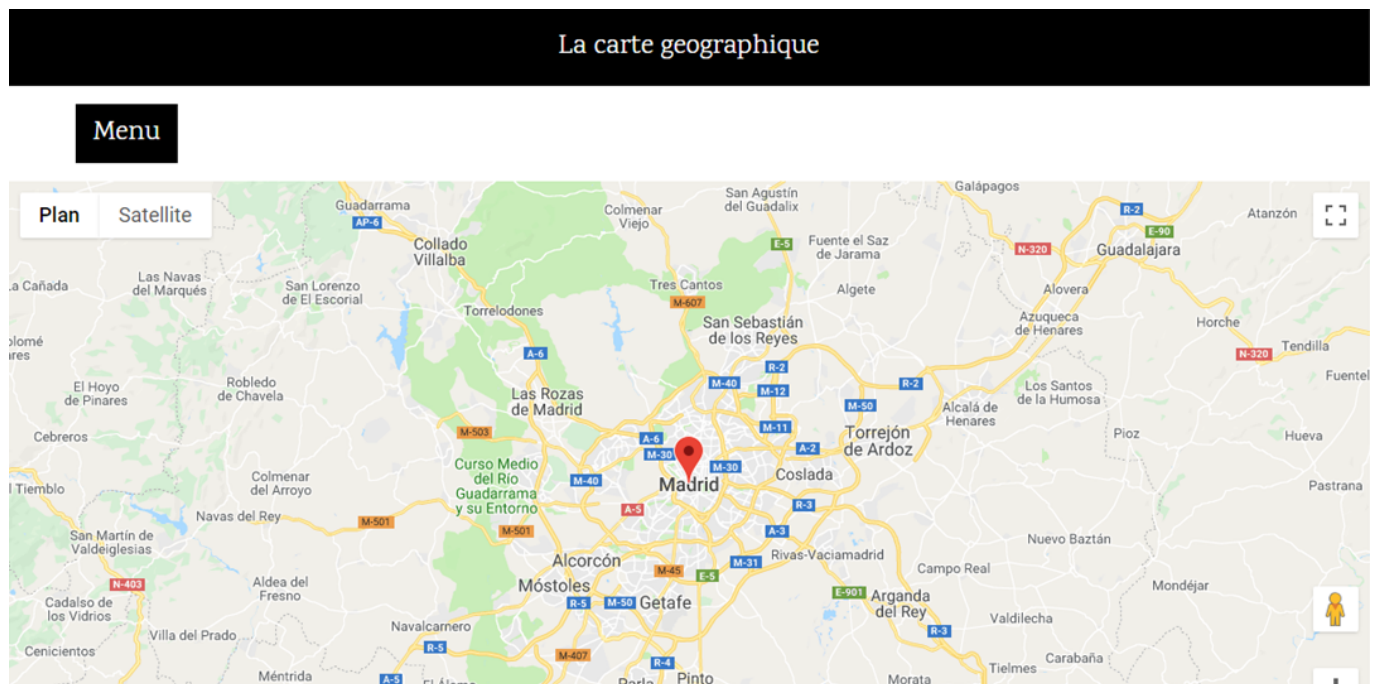 La carte geographique
Menu
Plan
Satellite
Guadarrama
AP-6
Collado
Villalba
Colmenar
Viejo
San Agustín
del Guadalix
E-5
Fuente el Saz
de Jarama
Galápagos
R-2
E-90
N-320
Guadalajara
Atanzón
a Cañada
Las Navas
del Marqués
San Lorenzo
de El Escorial
Torrelodones
Tres Cantos
M-607
Algete
Alovera
San Sebastián
de los Reyes
Azuqueca
de Henares
Horche
N-320
Tendilla
A-6
R-2
Fuentel
El Hoyo
de Pinares
Robledo
de Chavela
Las Rozas
de Madrid
M-40
M-12
R-2
M-50
Alcalá de
Henares
Los Santos
de la Humosa
Cebreros
M-503
A-6
M-30
M-11
A-2
Torrejón
de Ardoz
Pioz
Hueva
l Tiemblo
Colmenar
del Arroyo
Curso Medio
del Río
Guadarrama
y su Entorno
M-40
Madrid
M-30
Coslada
Pastrana
Navas del Rey
M-501
M-501
A-5
R-3
A-3
San Martín de
Valdeiglesias
Nuevo Baztán
Alcorcón
M-45
E-5
M-31
Rivas-Vaciamadrid
Campo Real
N-403
Aldea del
Fresno
Móstoles
R-5
M-50
Getafe
E-901
Arganda
del Rey
Mondéjar
Cadalso de
los Vidrios
Villa del Prado
Navalcarnero
R-3
Valdilecha
Cenicientos
R-5
M-407
R-4
Pinto
Carabaña
Tielmes
Méntrida
A-5
Parla
Morata